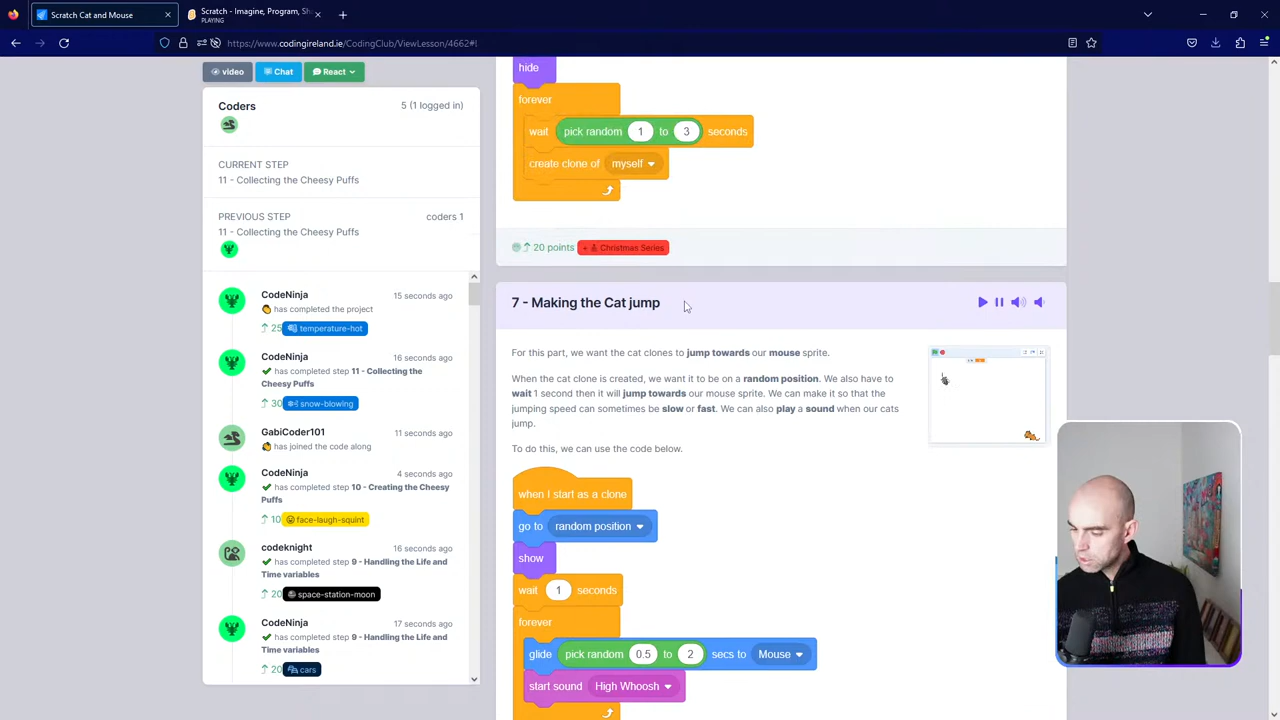 Scratch Cat and Mouse
Scratch - Imagine, Program, Sh
PLAYING
https://www.codingireland.ie/CodingClub/ViewLesson/4662#
video
Chat
React
Coders
5 (1 logged in)
CURRENT STEP
11 - Collecting the Cheesy Puffs
PREVIOUS STEP
coders 1
11 - Collecting the Cheesy Puffs
CodeNinja
15 seconds ago
has completed the project
25
temperature-hot
CodeNinja
16 seconds ago
has completed step 11 - Collecting the
Cheesy Puffs
30
snow-blowing
GabiCoder101
11 seconds ago
has joined the code along
CodeNinja
4 seconds ago
has completed step 10 - Creating the Cheesy
Puffs
10
face-laugh-squint
codeknight
16 seconds ago
has completed step 9 - Handling the Life and
Time variables
20
space-station-moon
CodeNinja
17 seconds ago
has completed step 9 - Handling the Life and
Time variables
20
cars
hide
forever
wait pick random 1 to 3 seconds
create clone of myself
20 points
+ Christmas Series
7 - Making the Cat jump
For this part, we want the cat clones to jump towards our mouse sprite.
When the cat clone is created, we want it to be on a random position. We also have to
wait 1 second then it will jump towards our mouse sprite. We can make it so that the
jumping speed can sometimes be slow or fast. We can also play a sound when our cats
jump.
To do this, we can use the code below.
when I start as a clone
go to random position
show
wait 1 seconds
forever
glide pick random 0.5 to 2 secs to Mouse
start sound High Whoosh